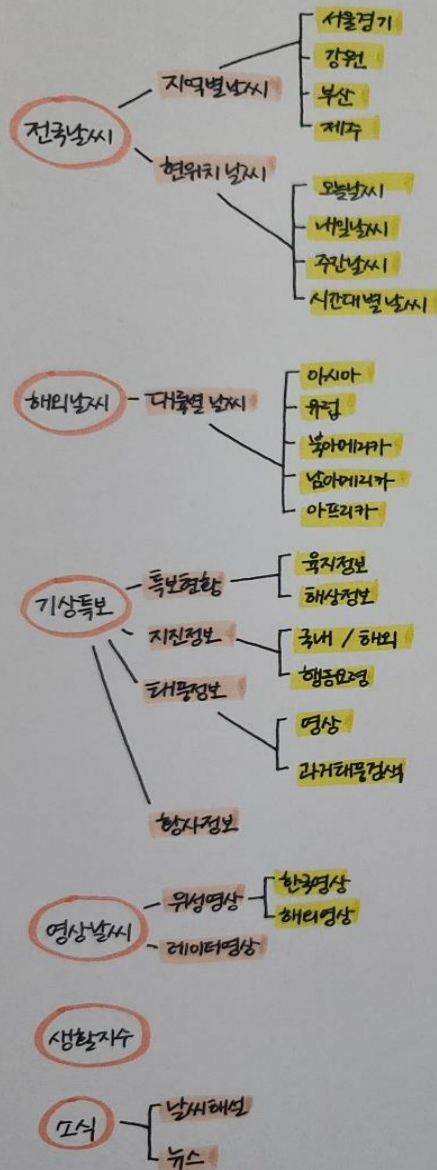 전국날씨
지역별날씨
서울경기
강원
부산
제주
현위치 날씨
오늘날씨
내일날씨
주간날씨
시간대별날씨
해외날씨
대륙별 날씨
아시아
유럽
북아메리카
남아메리카
아프리카
기상특보
특보현황
육지정보
해상정보
지진정보
국내 / 해외
행동요령
태풍정보
영상
과거태풍검색
황사정보
영상날씨
위성영상
한국영상
해외영상
레이더영상
생활지수
소식
날씨해설
뉴스